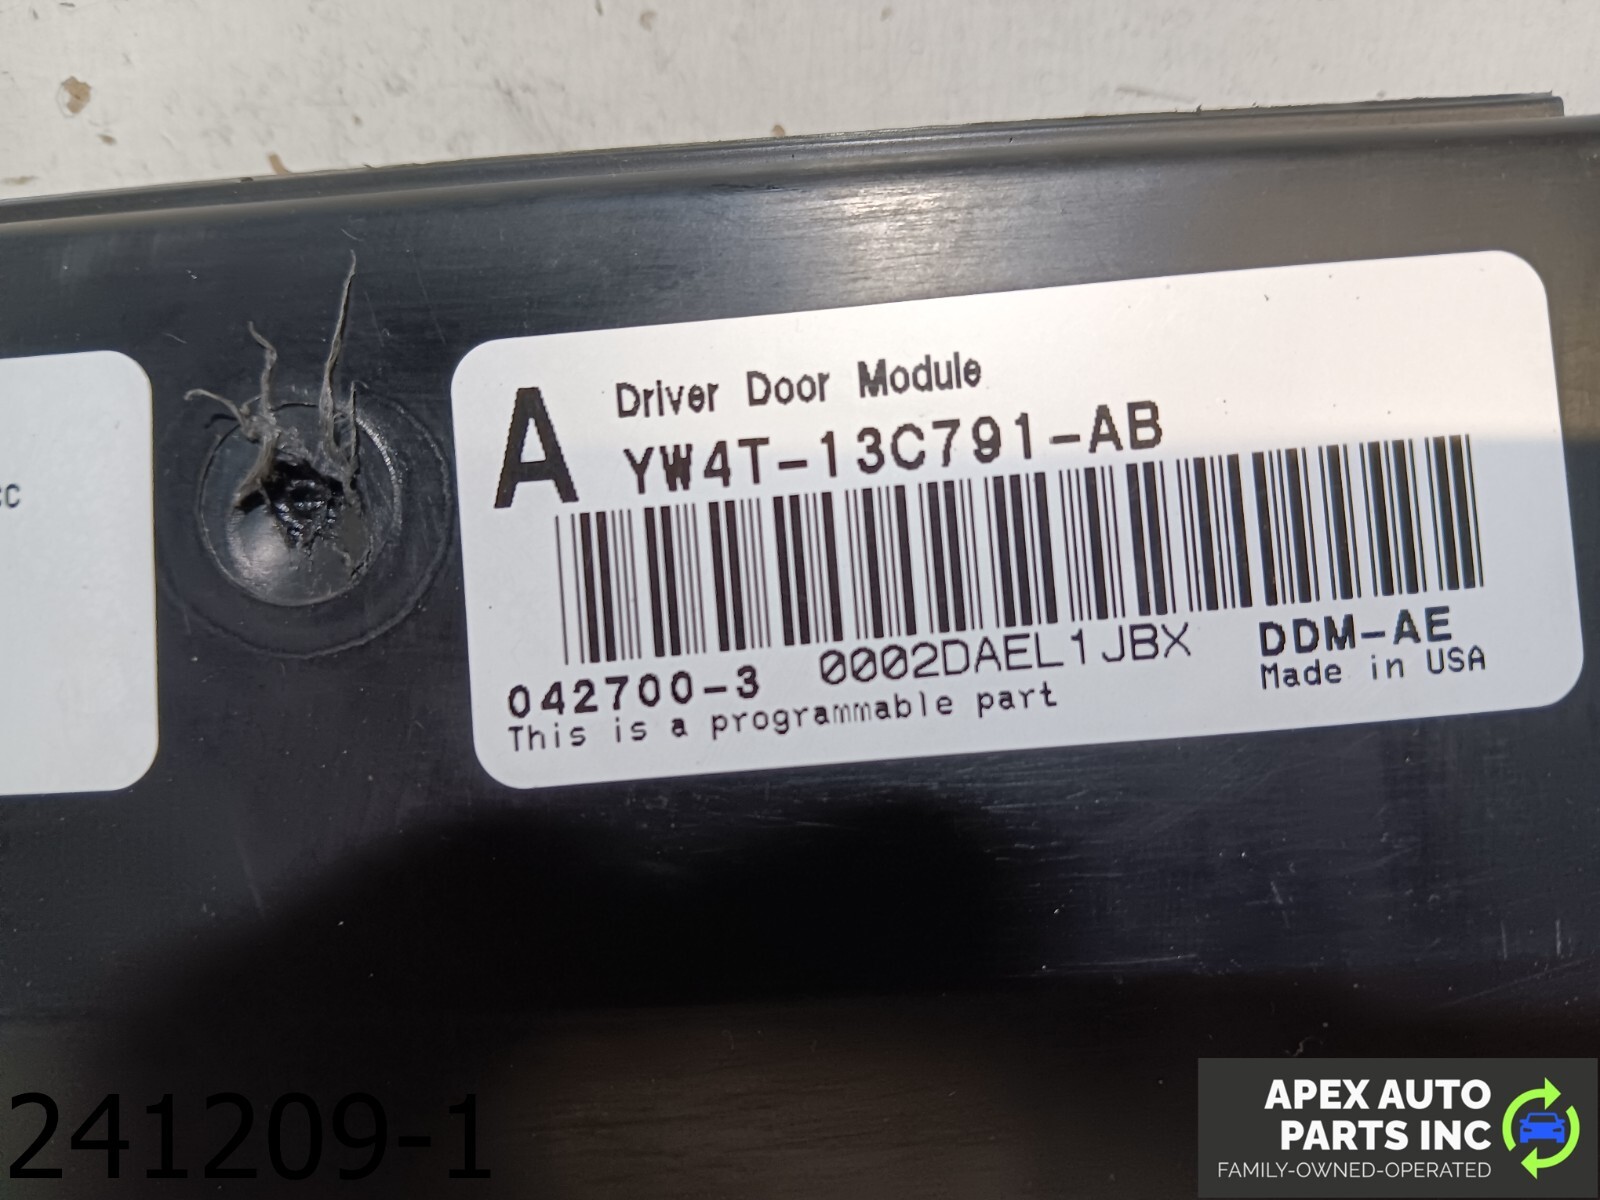 A
Driver Door Module
YW4T-13C791-AB
042700-3 0002DAEL1JBX DDM-AE
This is a programmable part Made in USA
241209-1
APEX AUTO
PARTS INC
FAMILY-OWNED-OPERATED